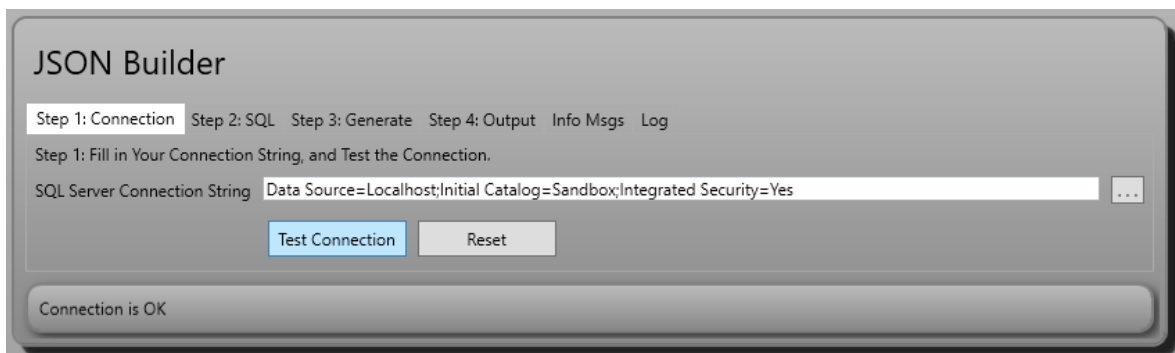 JSON Builder
Step 1: Connection Step 2: SQL Step 3: Generate Step 4: Output Info Msgs Log
Step 1: Fill in Your Connection String, and Test the Connection.
SQL Server Connection String Data Source=Localhost;Initial Catalog=Sandbox;Integrated Security=Yes ...
Test Connection Reset
Connection is OK